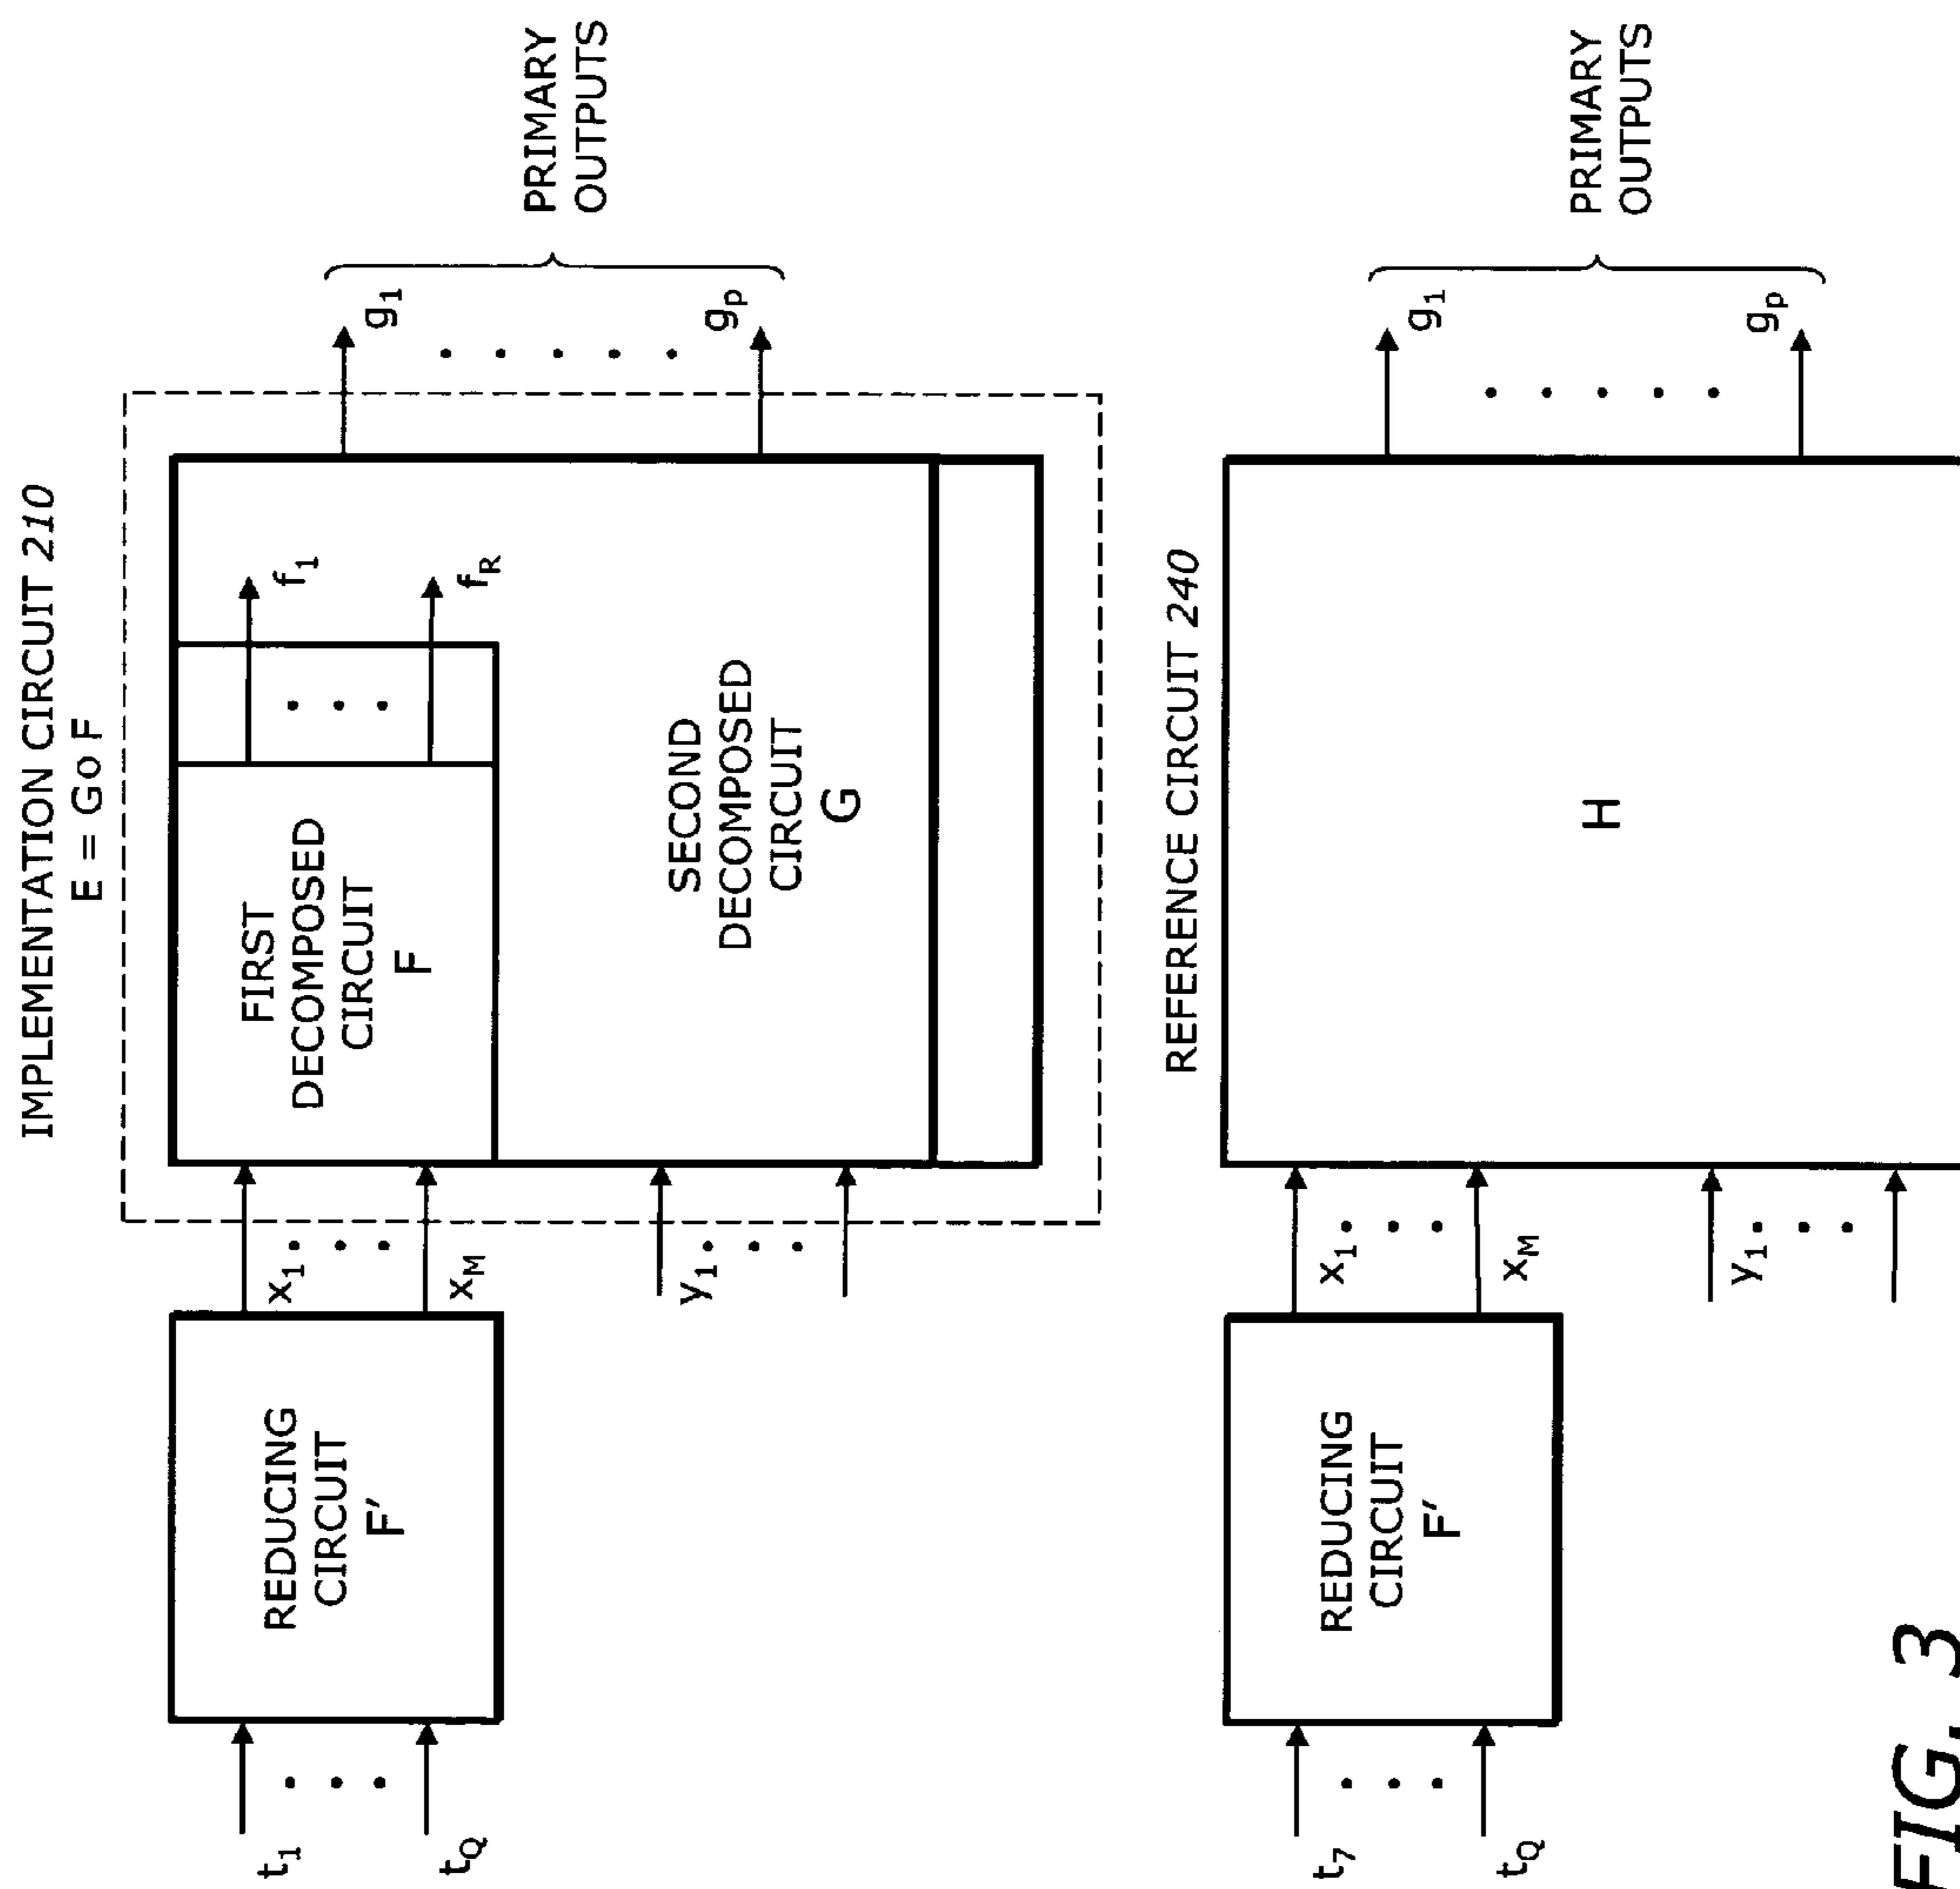 IMPLEMENTATION CIRCUIT 210
E = G o F
t1
tQ
REDUCING
CIRCUIT
F'
x1
xM
y1
FIRST
DECOMPOSED
CIRCUIT
F
f1
fR
SECOND
DECOMPOSED
CIRCUIT
G
g1
gp
PRIMARY
OUTPUTS
REFERENCE CIRCUIT 240
t7
tQ
REDUCING
CIRCUIT
F'
x1
xM
y1
H
g1
gp
PRIMARY
OUTPUTS
FIG. 3